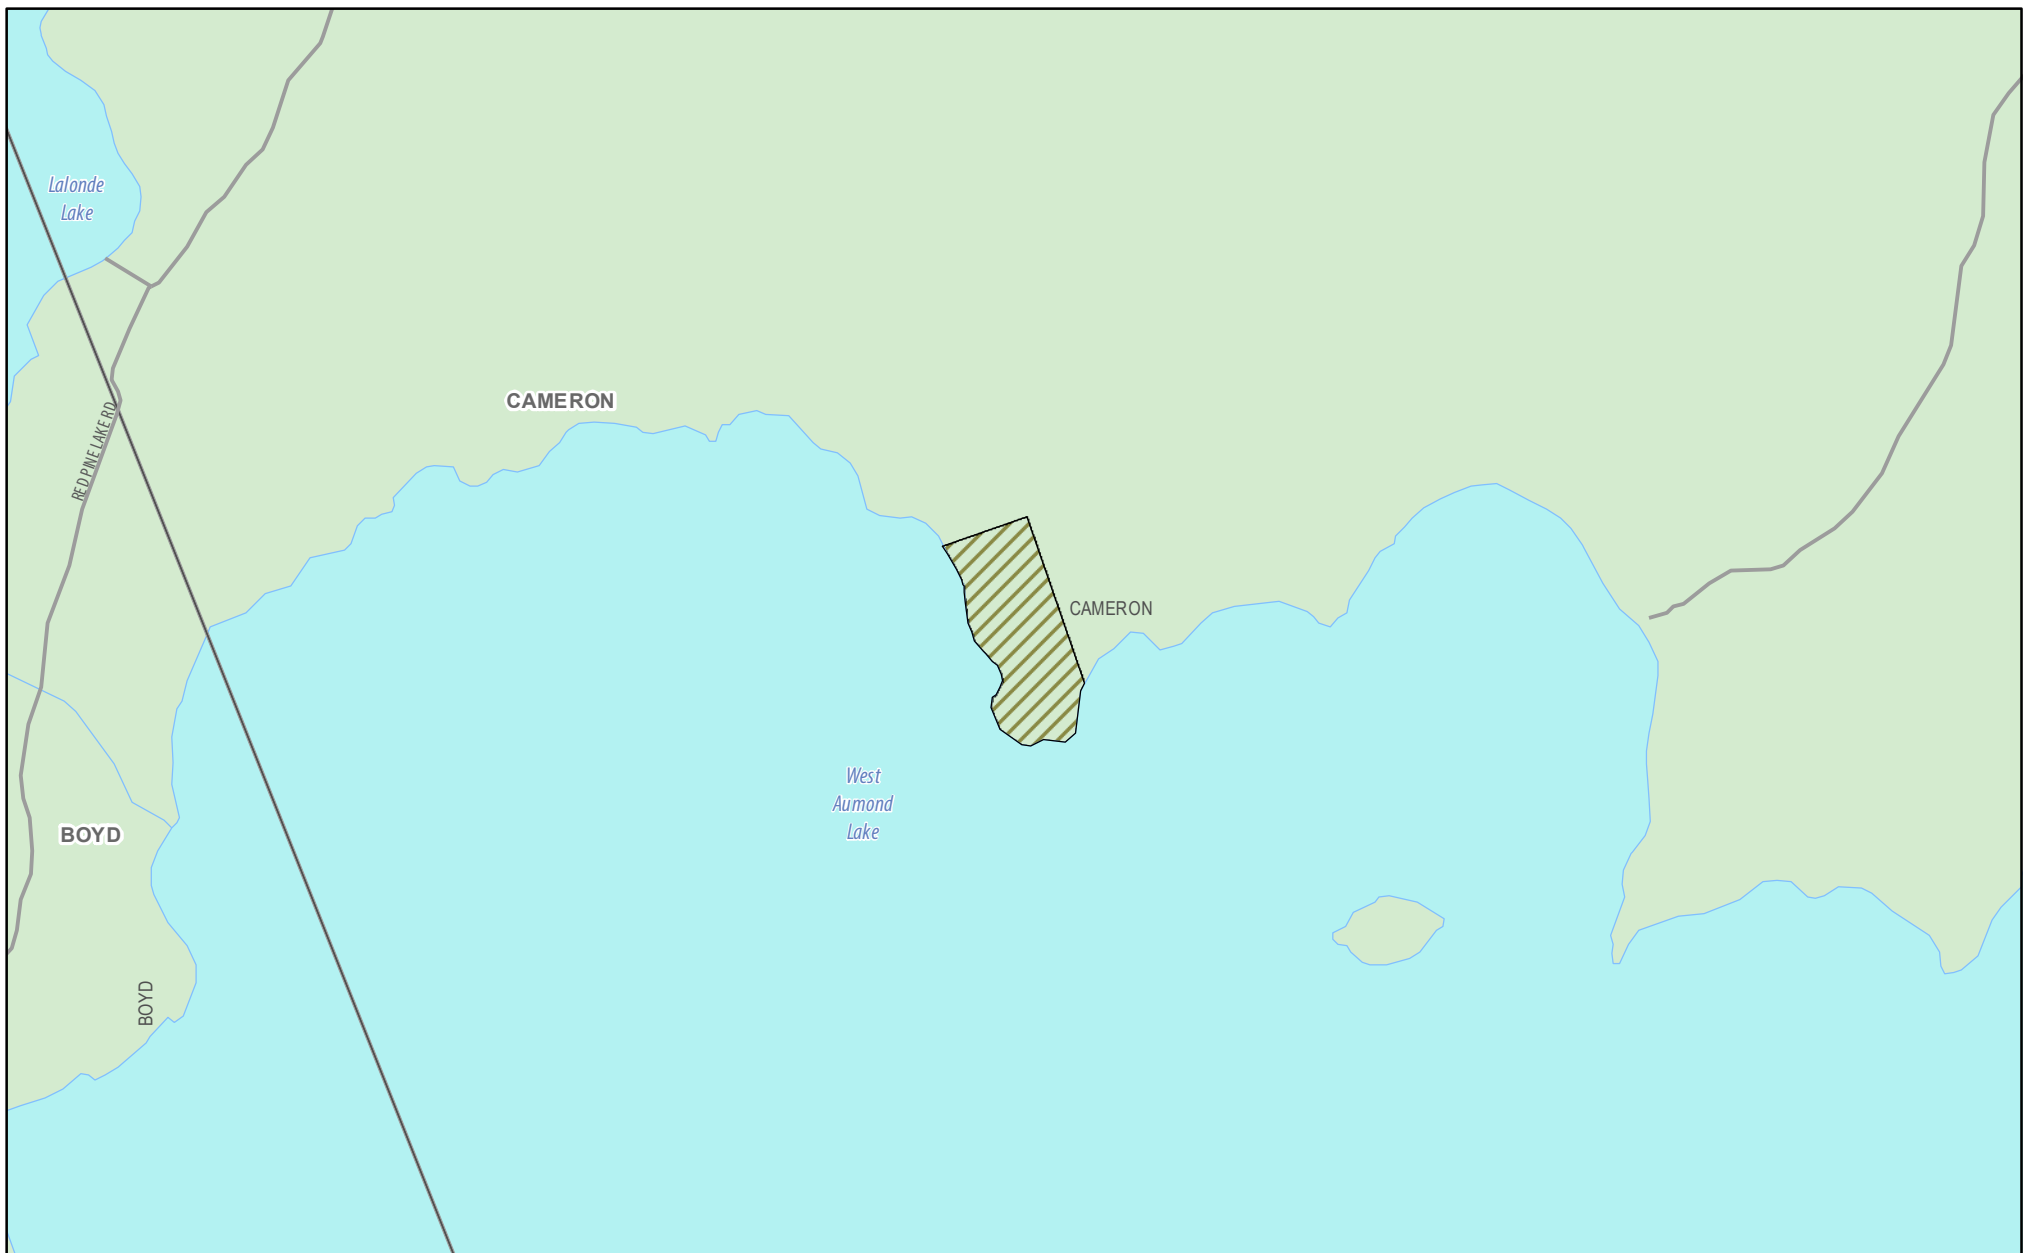 Lalonde
Lake
CAMERON
RED PINE LAKE RD
CAMERON
West
Aumond
Lake
BOYD
BOYD